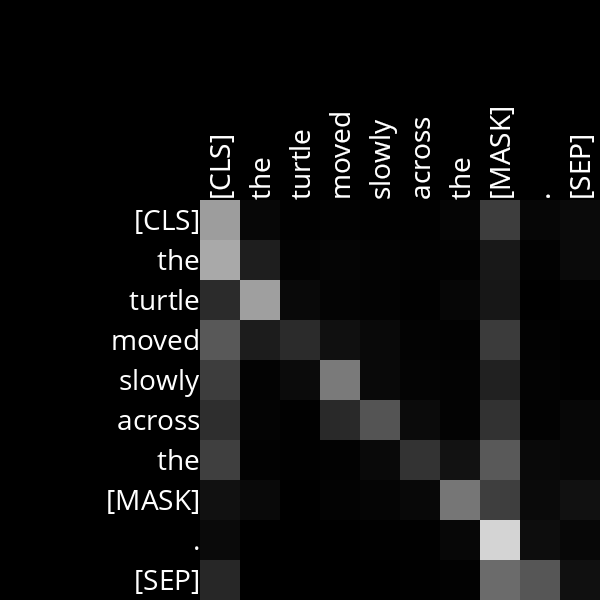 [CLS]
the
turtle
moved
slowly
across
the
[MASK]
.
[SEP]
[CLS]
the
turtle
moved
slowly
across
the
[MASK]
.
[SEP]